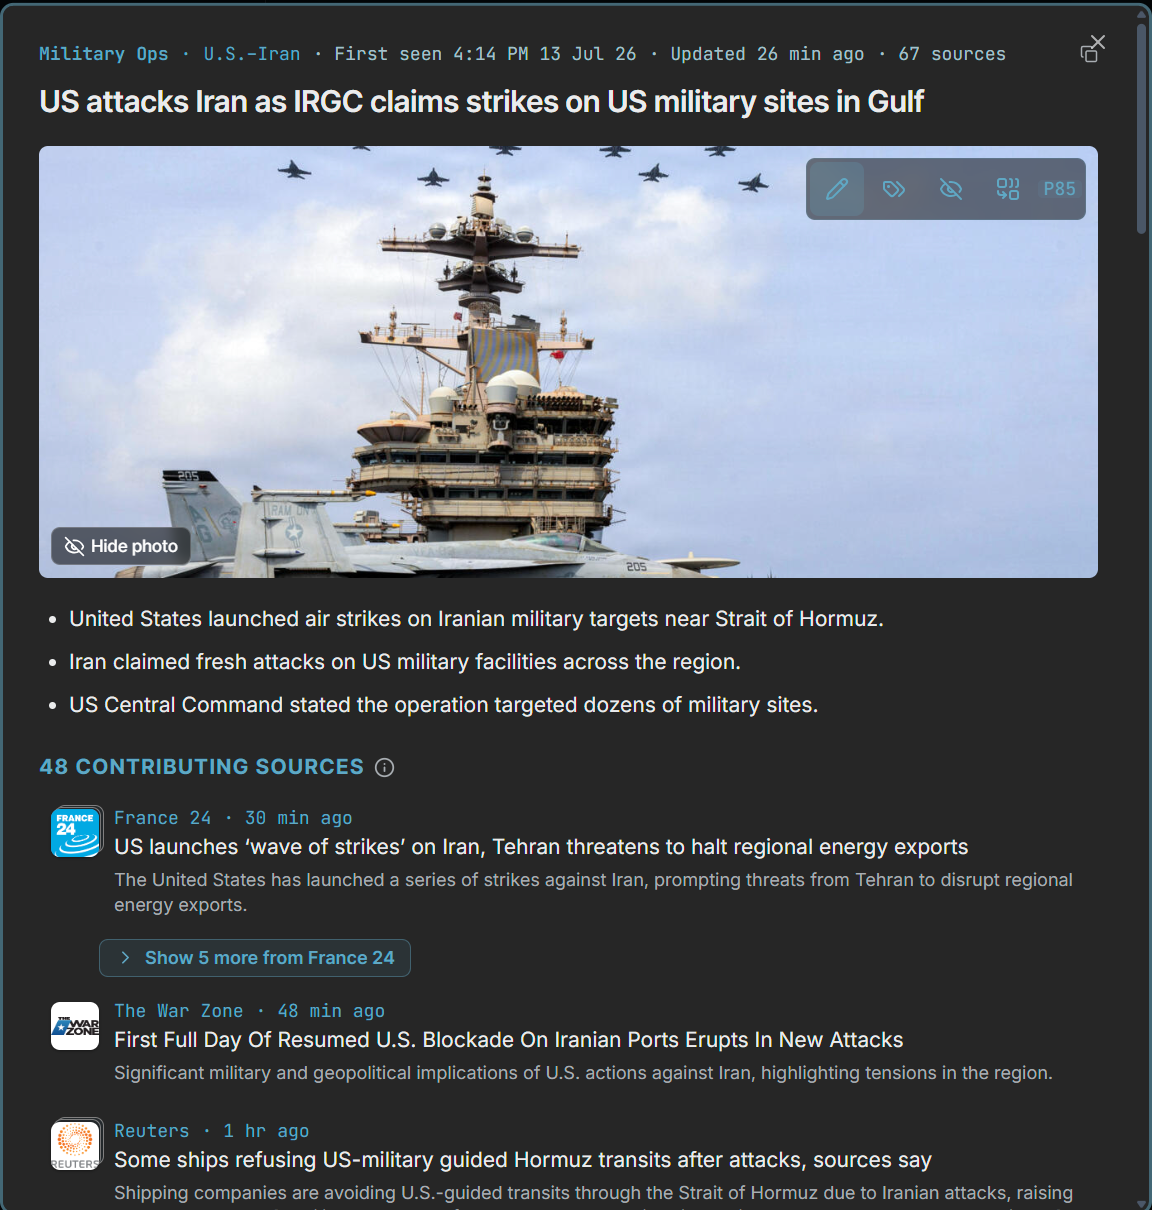 Military Ops · U.S.–Iran · First seen 4:14 PM 13 Jul 26 · Updated 26 min ago · 67 sources
US attacks Iran as IRGC claims strikes on US military sites in Gulf
P85
205
RAM ON
AG
205
Hide photo
• United States launched air strikes on Iranian military targets near Strait of Hormuz.
• Iran claimed fresh attacks on US military facilities across the region.
• US Central Command stated the operation targeted dozens of military sites.
48 CONTRIBUTING SOURCES
FRANCE
24
France 24 · 30 min ago
US launches ‘wave of strikes’ on Iran, Tehran threatens to halt regional energy exports
The United States has launched a series of strikes against Iran, prompting threats from Tehran to disrupt regional
energy exports.
Show 5 more from France 24
THE
WAR
ZONE
The War Zone · 48 min ago
First Full Day Of Resumed U.S. Blockade On Iranian Ports Erupts In New Attacks
Significant military and geopolitical implications of U.S. actions against Iran, highlighting tensions in the region.
REUTERS
Reuters · 1 hr ago
Some ships refusing US-military guided Hormuz transits after attacks, sources say
Shipping companies are avoiding U.S.-guided transits through the Strait of Hormuz due to Iranian attacks, raising